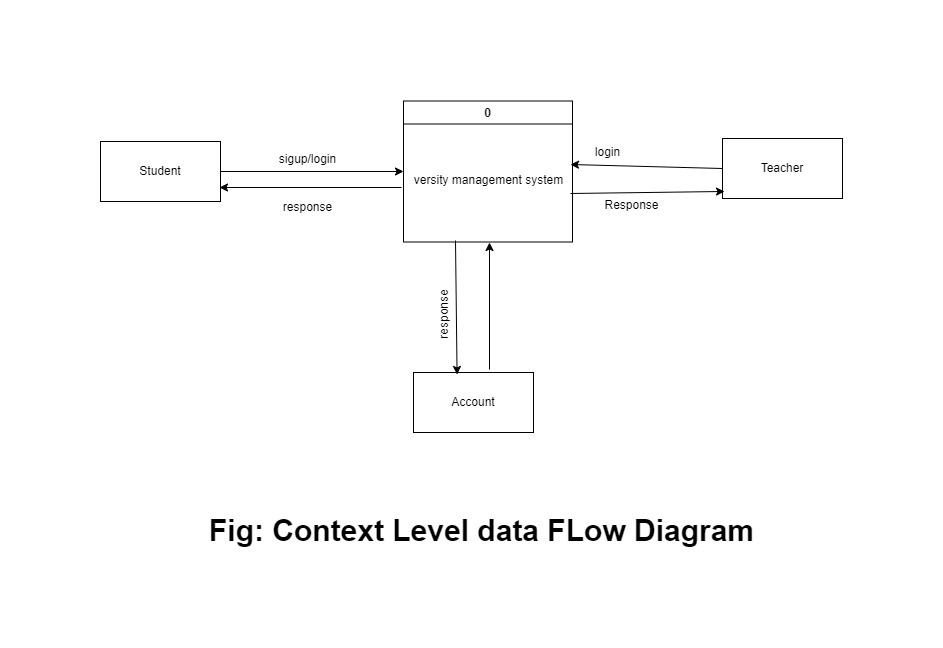 0
Student
sigup/login
response
versity management system
login
Response
Teacher
response
Account
Fig: Context Level data FLow Diagram